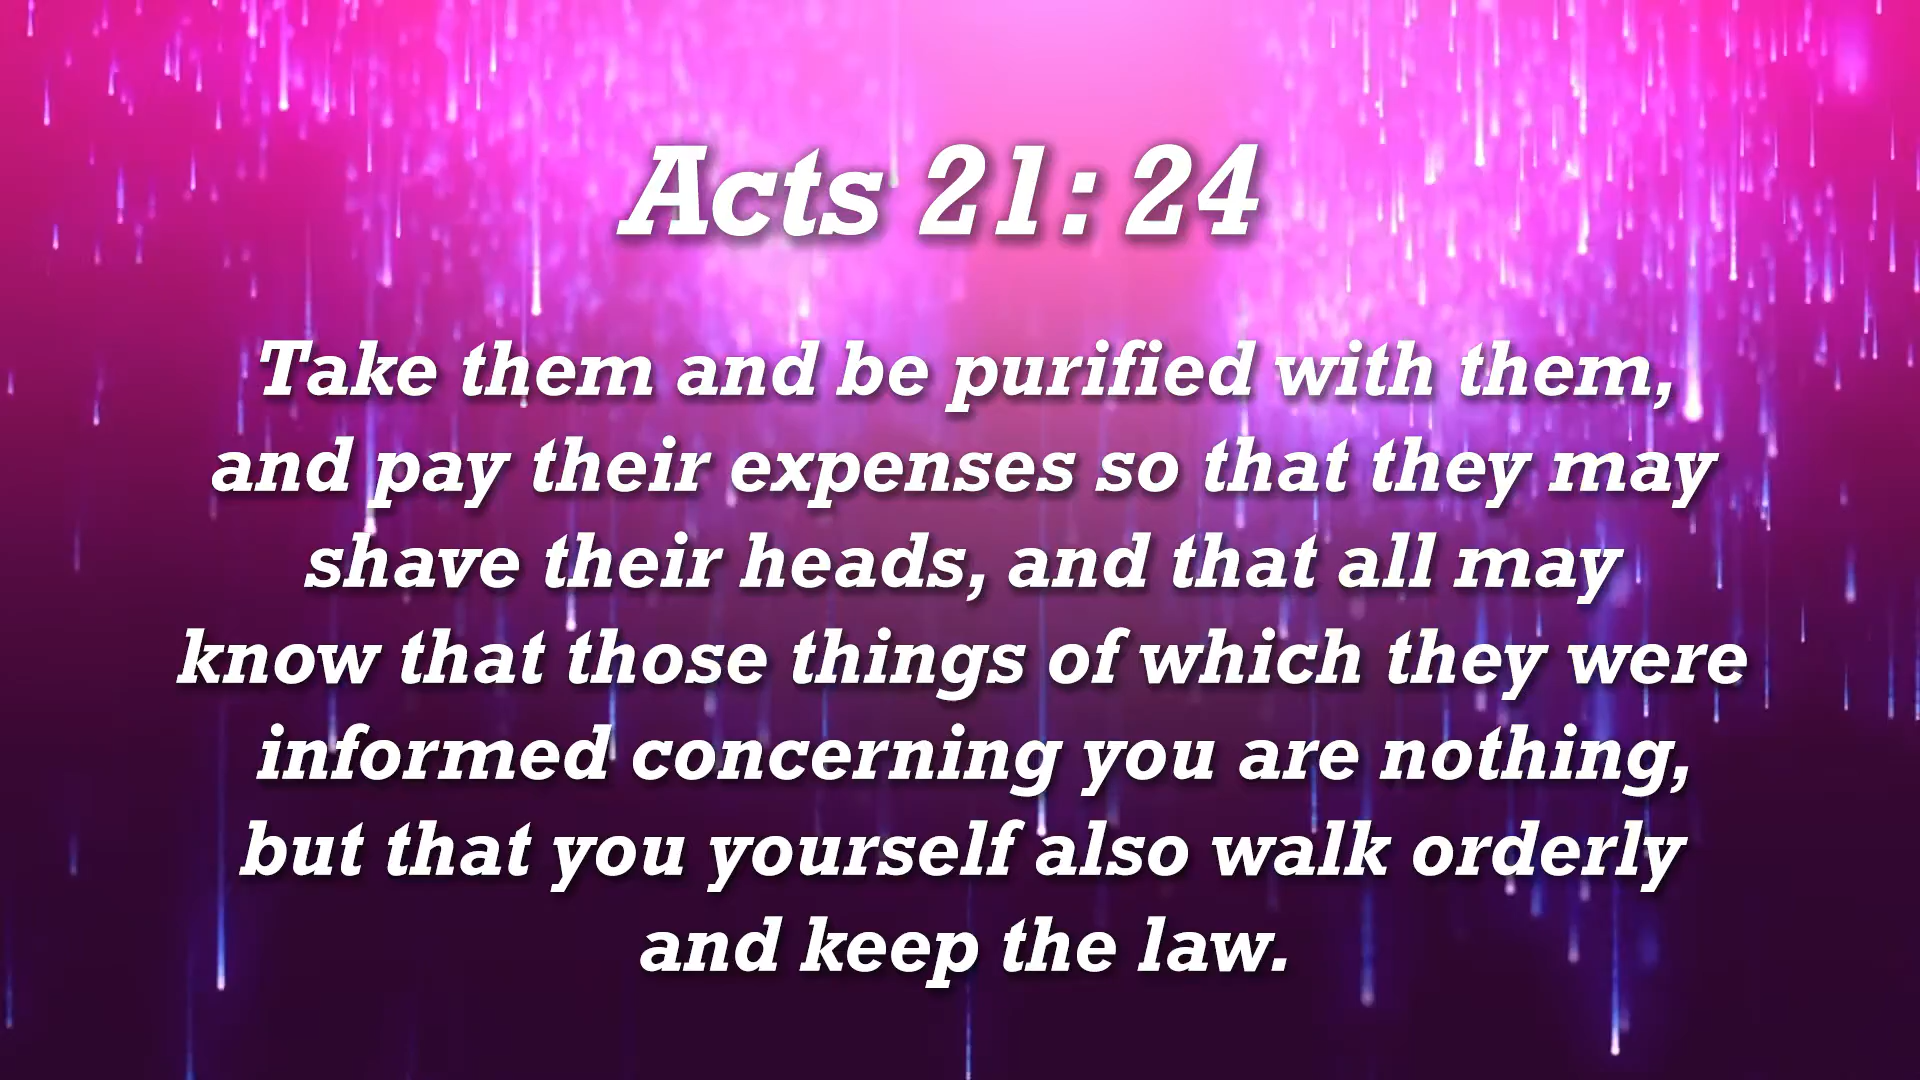 Acts 21: 24
Take them and be purified with them,
and pay their expenses so that they may
shave their heads, and that all may
know that those things of which they were
informed concerning you are nothing,
but that you yourself also walk orderly
and keep the law.